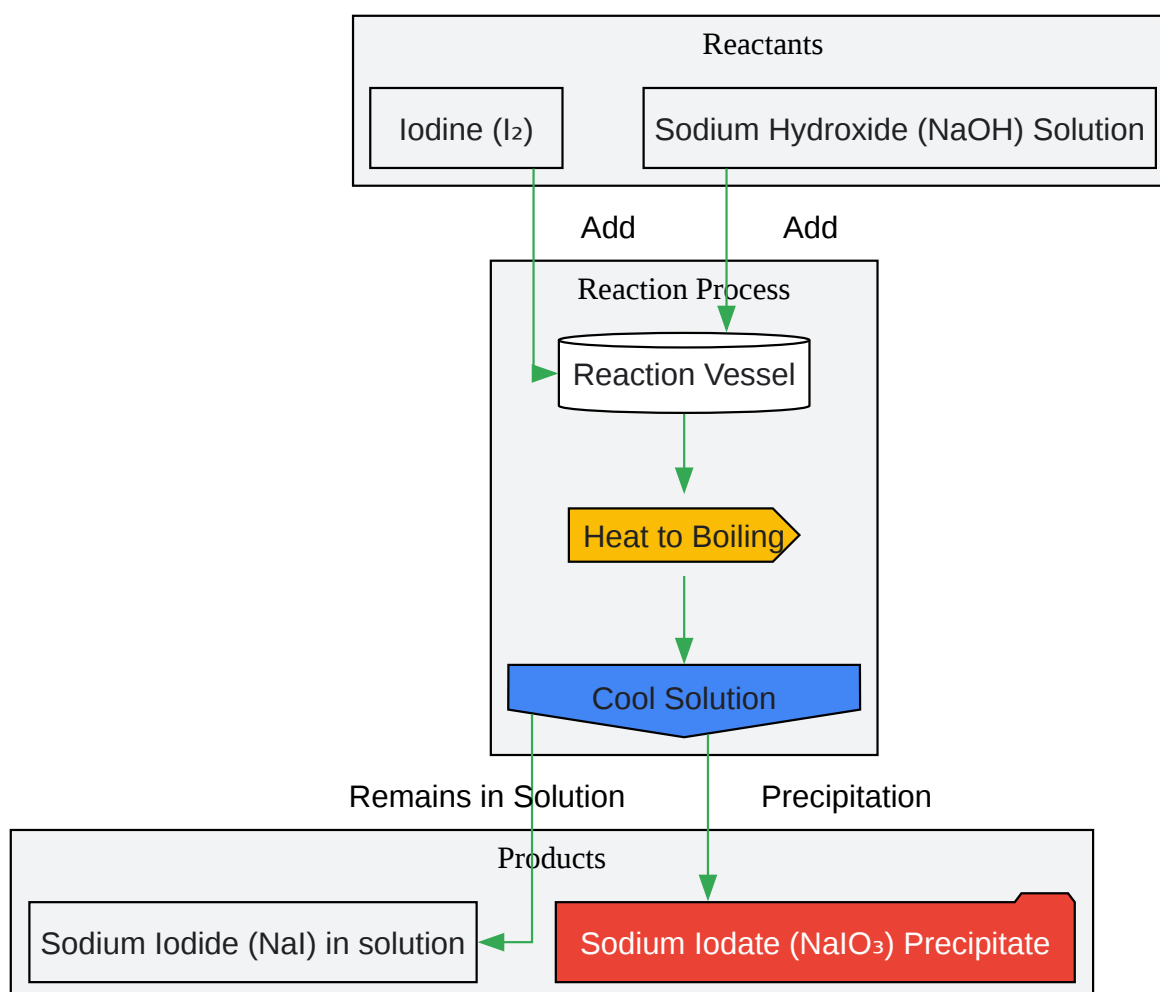 Reactants
Iodine (I₂)
Sodium Hydroxide (NaOH) Solution
Add
Add
Reaction Process
Reaction Vessel
Heat to Boiling
Cool Solution
Remains in Solution
Precipitation
Products
Sodium Iodide (NaI) in solution
Sodium Iodate (NaIO₃) Precipitate